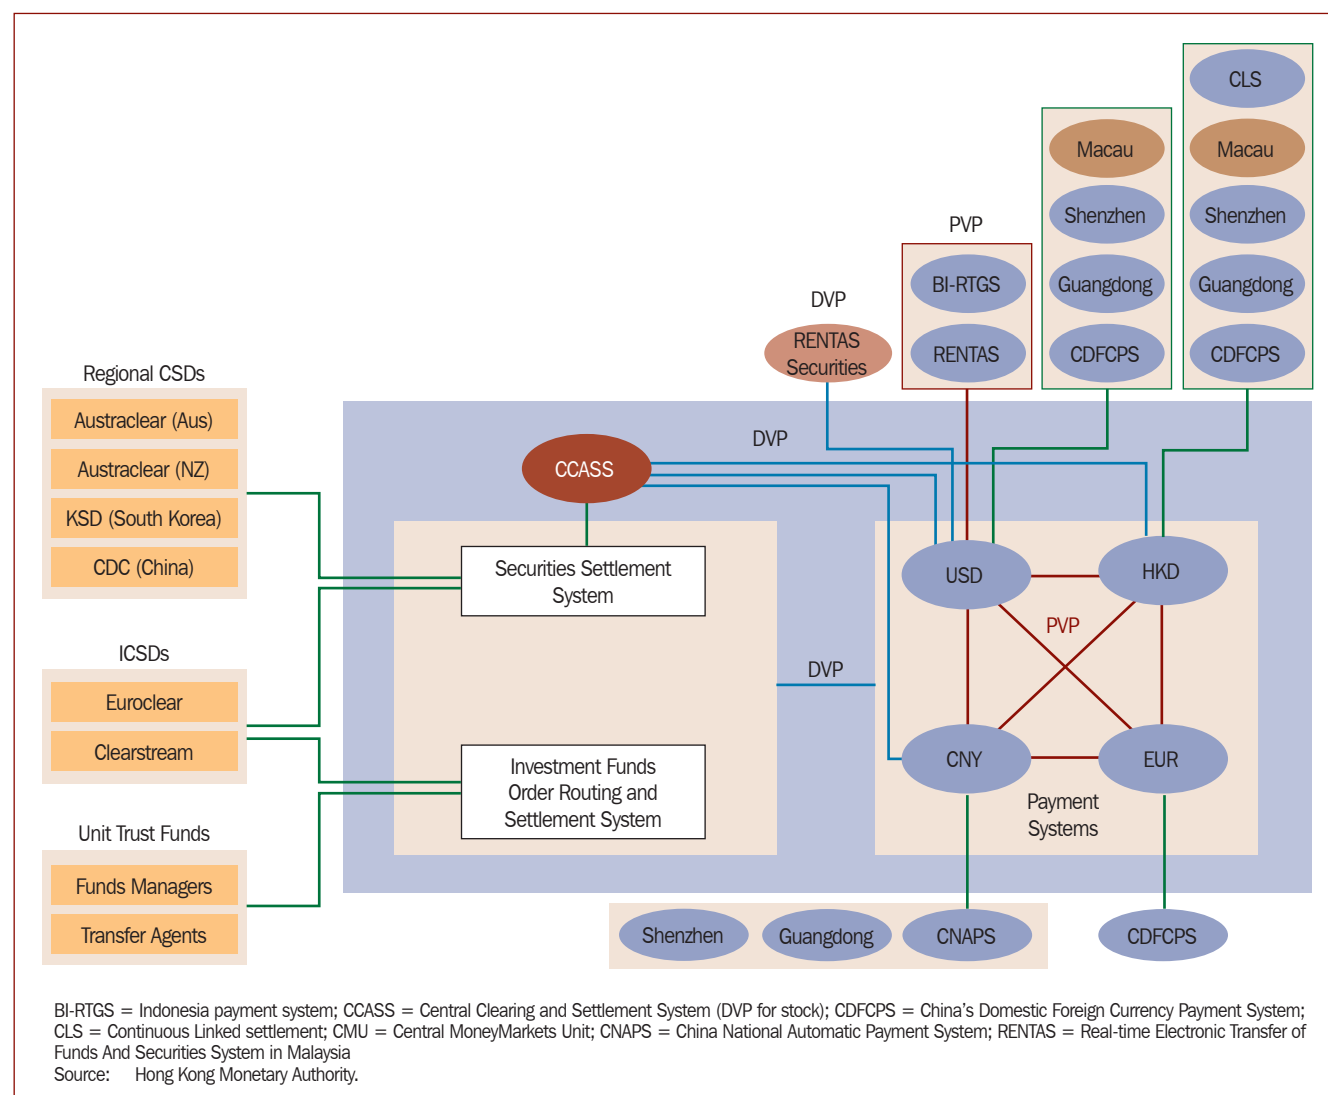 CLS
Macau
Macau
Shenzhen
Shenzhen
PVP
BI-RTGS
Guangdong
Guangdong
DVP
RENTAS
Securities
RENTAS
CDFCPS
CDFCPS
Regional CSDs
Austraclear (Aus)
Austraclear (NZ)
KSD (South Korea)
CDC (China)
DVP
CCASS
Securities Settlement
System
USD
HKD
PVP
DVP
ICSDs
Euroclear
Clearstream
Investment Funds
Order Routing and
Settlement System
CNY
EUR
Payment
Systems
Unit Trust Funds
Funds Managers
Transfer Agents
Shenzhen
Guangdong
CNAPS
CDFCPS
BI-RTGS = Indonesia payment system; CCASS = Central Clearing and Settlement System (DVP for stock); CDFCPS = China's Domestic Foreign Currency Payment System;
CLS = Continuous Linked settlement; CMU = Central MoneyMarkets Unit; CNAPS = China National Automatic Payment System; RENTAS = Real-time Electronic Transfer of
Funds And Securities System in Malaysia
Source: Hong Kong Monetary Authority.